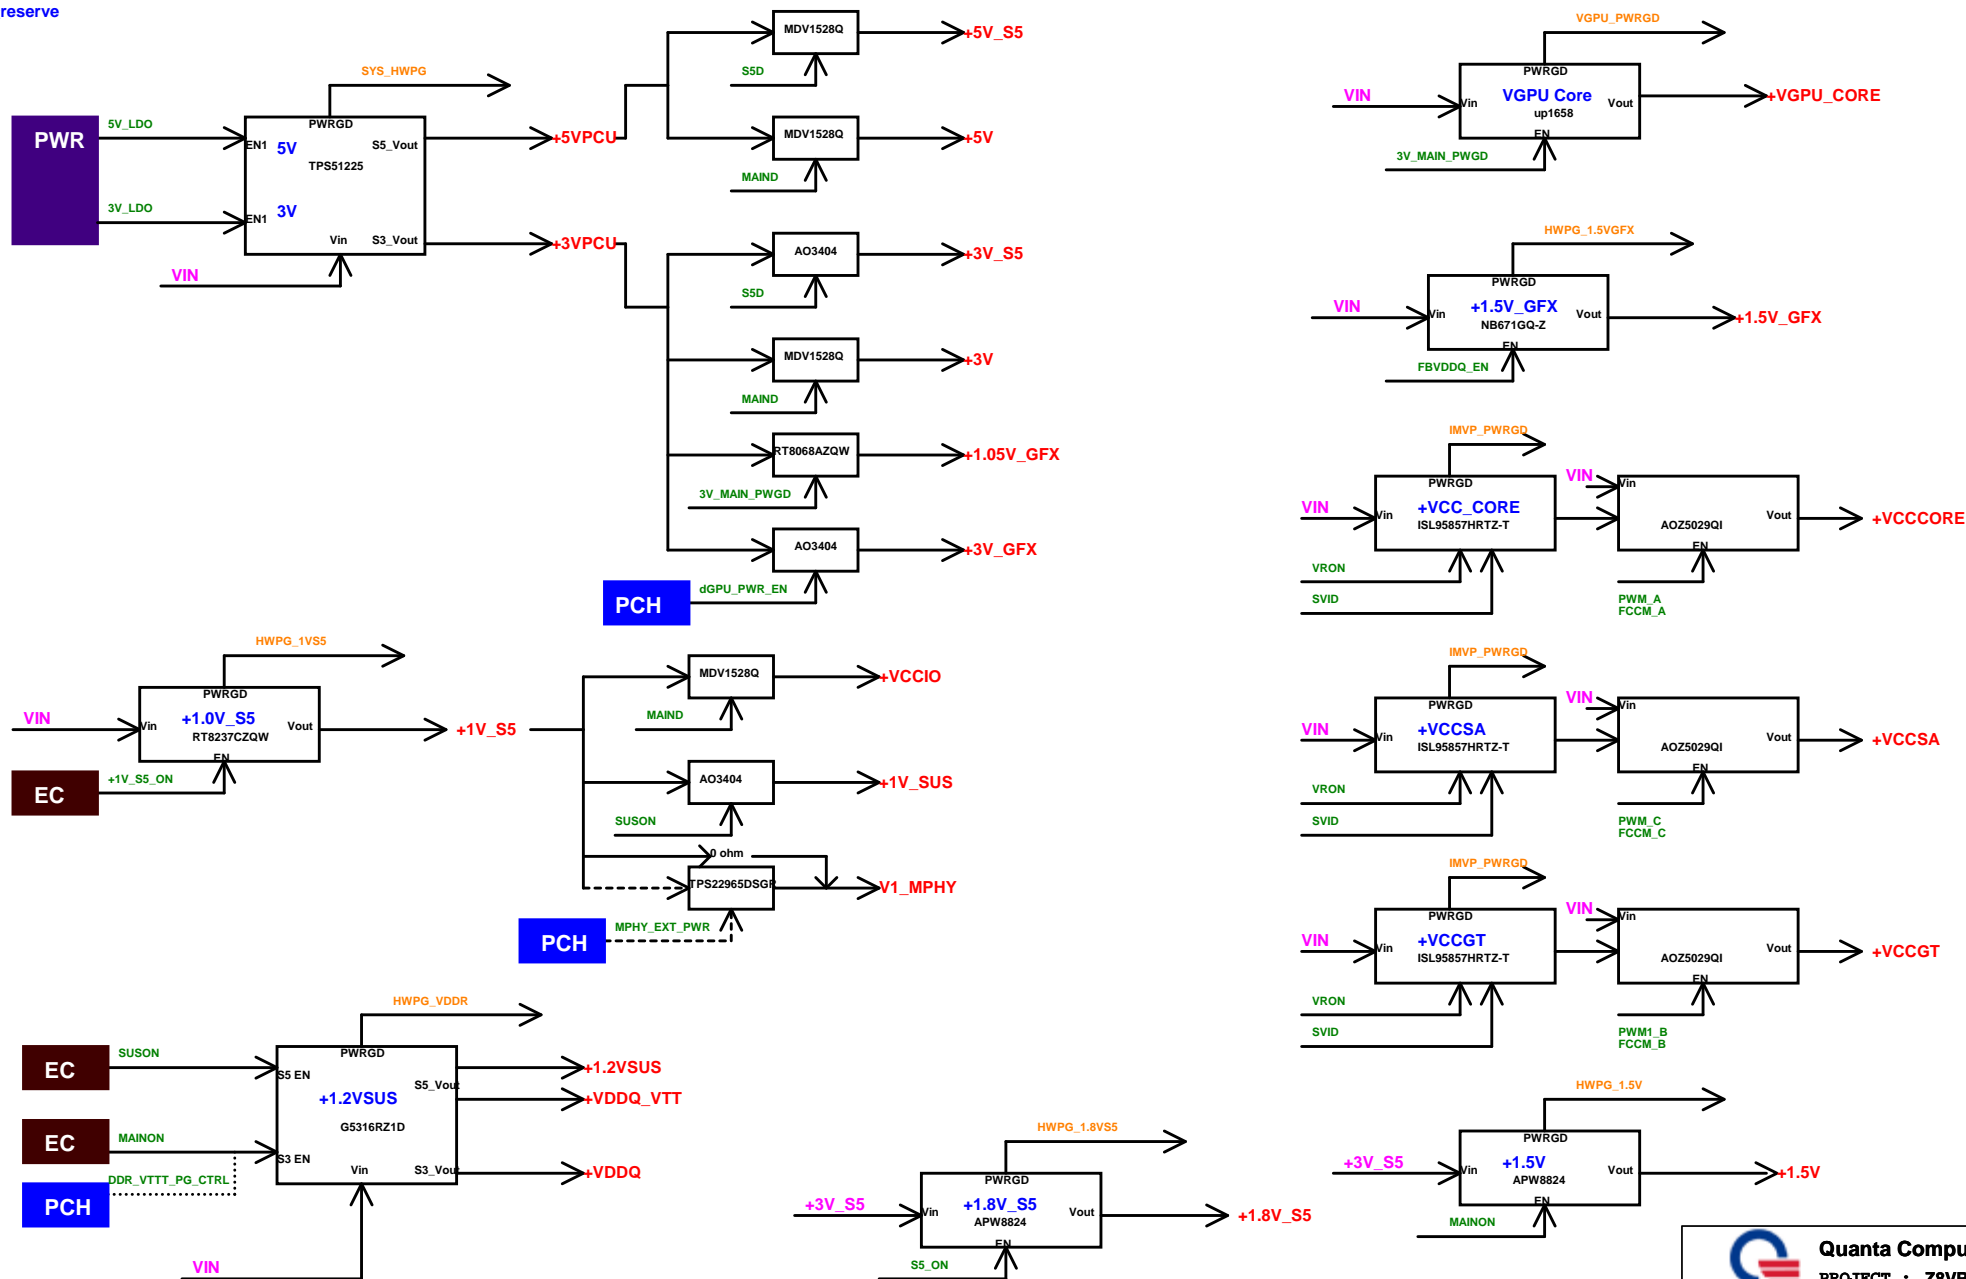 reserve
PWR
5V_LDO
3V_LDO
SYS_HWPG
PWRGD
EN1
5V
S5_Vout
TPS51225
EN1
3V
Vin
S3_Vout
VIN
+5VPCU
+3VPCU
MDV1528Q
S5D
+5V_S5
MDV1528Q
MAIND
+5V
AO3404
S5D
+3V_S5
MDV1528Q
MAIND
+3V
RT8068AZQW
3V_MAIN_PWGD
+1.05V_GFX
AO3404
+3V_GFX
PCH
dGPU_PWR_EN
HWPG_1VS5
PWRGD
VIN
Vin
+1.0V_S5
RT8237CZQW
Vout
EN
+1V_S5
EC
+1V_S5_ON
MDV1528Q
MAIND
+VCCIO
AO3404
SUSON
+1V_SUS
0 ohm
TPS22965DSGR
V1_MPHY
PCH
MPHY_EXT_PWR
HWPG_VDDR
PWRGD
EC
SUSON
S5 EN
S5_Vout
+1.2VSUS
+1.2VSUS
+VDDQ_VTT
G5316RZ1D
EC
MAINON
S3 EN
Vin
S3_Vout
+VDDQ
DDR_VTTT_PG_CTRL
PCH
VIN
HWPG_1.8VS5
PWRGD
+3V_S5
Vin
+1.8V_S5
APW8824
Vout
EN
+1.8V_S5
S5_ON
VGPU_PWRGD
PWRGD
VIN
Vin
VGPU Core
up1658
Vout
EN
+VGPU_CORE
3V_MAIN_PWGD
HWPG_1.5VGFX
PWRGD
VIN
Vin
+1.5V_GFX
NB671GQ-Z
Vout
EN
+1.5V_GFX
FBVDDQ_EN
IMVP_PWRGD
PWRGD
VIN
Vin
+VCC_CORE
ISL95857HRTZ-T
VRON
SVID
VIN
Vin
AOZ5029QI
Vout
EN
+VCCCORE
PWM_A
FCCM_A
IMVP_PWRGD
PWRGD
VIN
Vin
+VCCSA
ISL95857HRTZ-T
VRON
SVID
VIN
Vin
AOZ5029QI
Vout
EN
+VCCSA
PWM_C
FCCM_C
IMVP_PWRGD
PWRGD
VIN
Vin
+VCCGT
ISL95857HRTZ-T
VRON
SVID
VIN
Vin
AOZ5029QI
Vout
EN
+VCCGT
PWM1_B
FCCM_B
HWPG_1.5V
PWRGD
+3V_S5
Vin
+1.5V
APW8824
Vout
EN
+1.5V
MAINON
Quanta Compu
PROJECT :